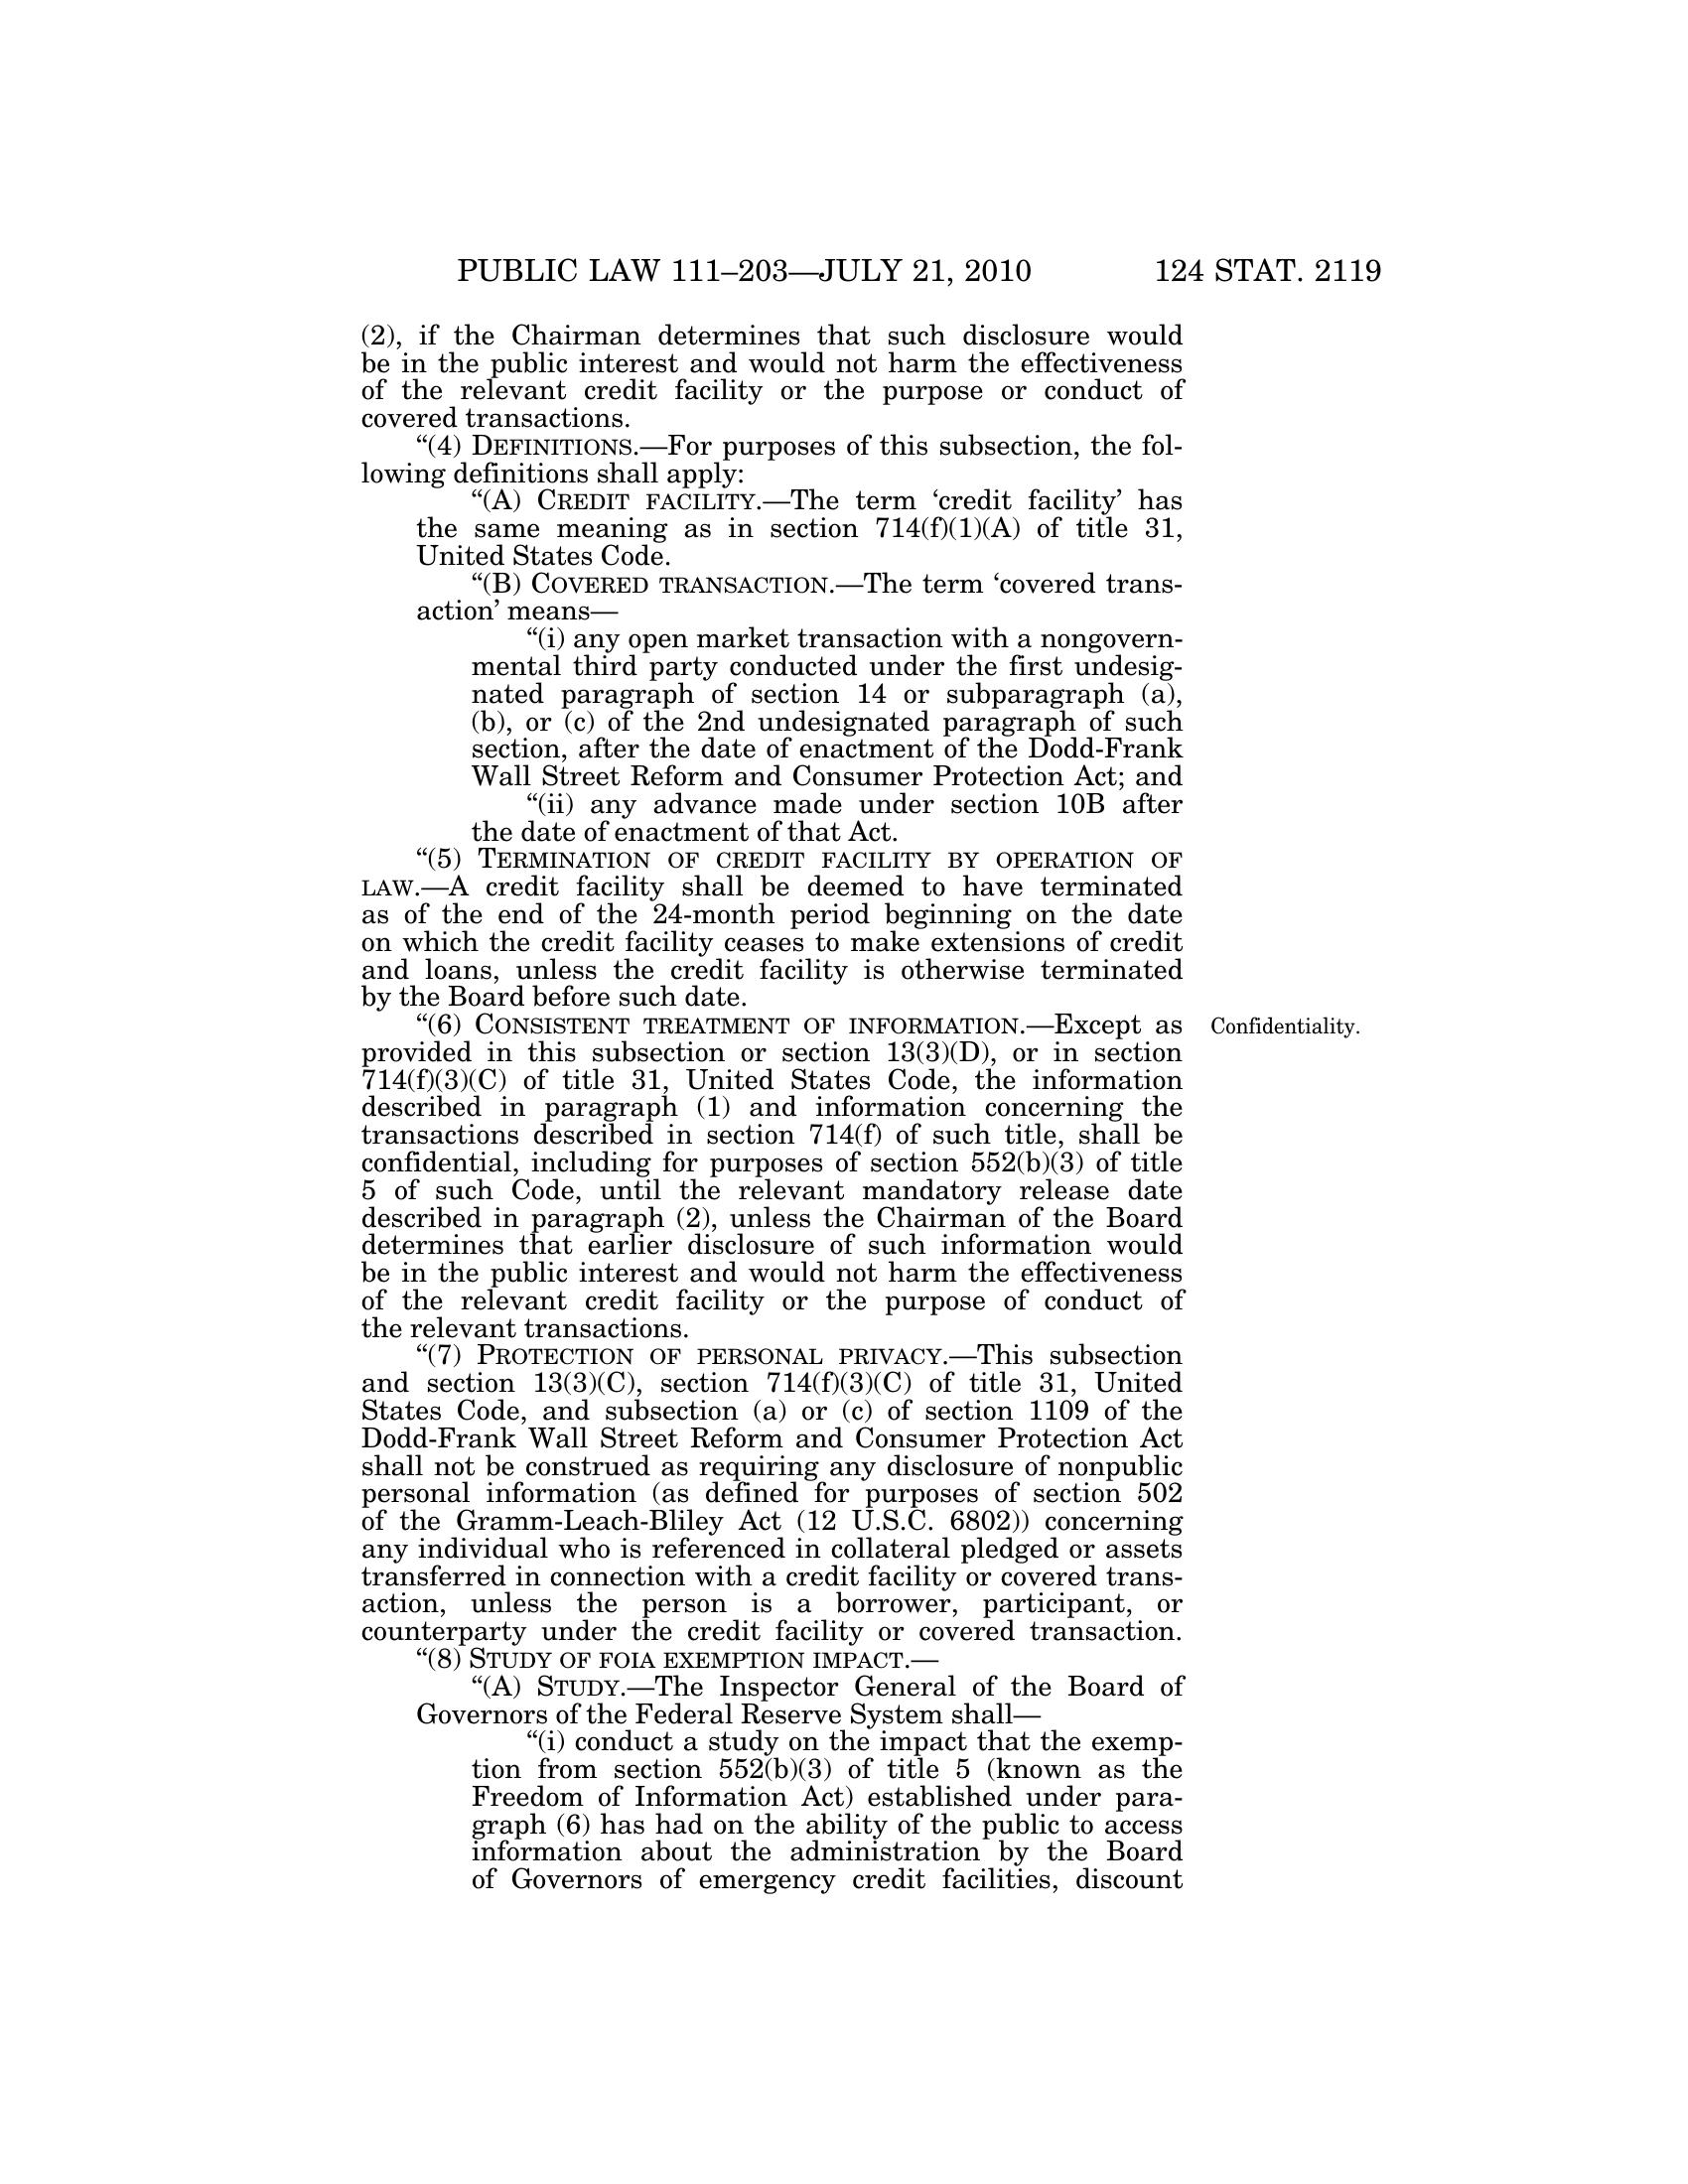 PUBLIC LAW 111–203—JULY 21, 2010 124 STAT. 2119
(2), if the Chairman determines that such disclosure would
be in the public interest and would not harm the effectiveness
of the relevant credit facility or the purpose or conduct of
covered transactions.
“(4) DEFINITIONS.—For purposes of this subsection, the fol-
lowing definitions shall apply:
“(A) CREDIT FACILITY.—The term ‘credit facility’ has
the same meaning as in section 714(f)(1)(A) of title 31,
United States Code.
“(B) COVERED TRANSACTION.—The term ‘covered trans-
action’ means—
“(i) any open market transaction with a nongovern-
mental third party conducted under the first undesig-
nated paragraph of section 14 or subparagraph (a),
(b), or (c) of the 2nd undesignated paragraph of such
section, after the date of enactment of the Dodd-Frank
Wall Street Reform and Consumer Protection Act; and
“(ii) any advance made under section 10B after
the date of enactment of that Act.
“(5) TERMINATION OF CREDIT FACILITY BY OPERATION OF
LAW.—A credit facility shall be deemed to have terminated
as of the end of the 24-month period beginning on the date
on which the credit facility ceases to make extensions of credit
and loans, unless the credit facility is otherwise terminated
by the Board before such date.
“(6) CONSISTENT TREATMENT OF INFORMATION.—Except as Confidentiality.
provided in this subsection or section 13(3)(D), or in section
714(f)(3)(C) of title 31, United States Code, the information
described in paragraph (1) and information concerning the
transactions described in section 714(f) of such title, shall be
confidential, including for purposes of section 552(b)(3) of title
5 of such Code, until the relevant mandatory release date
described in paragraph (2), unless the Chairman of the Board
determines that earlier disclosure of such information would
be in the public interest and would not harm the effectiveness
of the relevant credit facility or the purpose of conduct of
the relevant transactions.
“(7) PROTECTION OF PERSONAL PRIVACY.—This subsection
and section 13(3)(C), section 714(f)(3)(C) of title 31, United
States Code, and subsection (a) or (c) of section 1109 of the
Dodd-Frank Wall Street Reform and Consumer Protection Act
shall not be construed as requiring any disclosure of nonpublic
personal information (as defined for purposes of section 502
of the Gramm-Leach-Bliley Act (12 U.S.C. 6802)) concerning
any individual who is referenced in collateral pledged or assets
transferred in connection with a credit facility or covered trans-
action, unless the person is a borrower, participant, or
counterparty under the credit facility or covered transaction.
“(8) STUDY OF FOIA EXEMPTION IMPACT.—
“(A) STUDY.—The Inspector General of the Board of
Governors of the Federal Reserve System shall—
“(i) conduct a study on the impact that the exemp-
tion from section 552(b)(3) of title 5 (known as the
Freedom of Information Act) established under para-
graph (6) has had on the ability of the public to access
information about the administration by the Board
of Governors of emergency credit facilities, discount